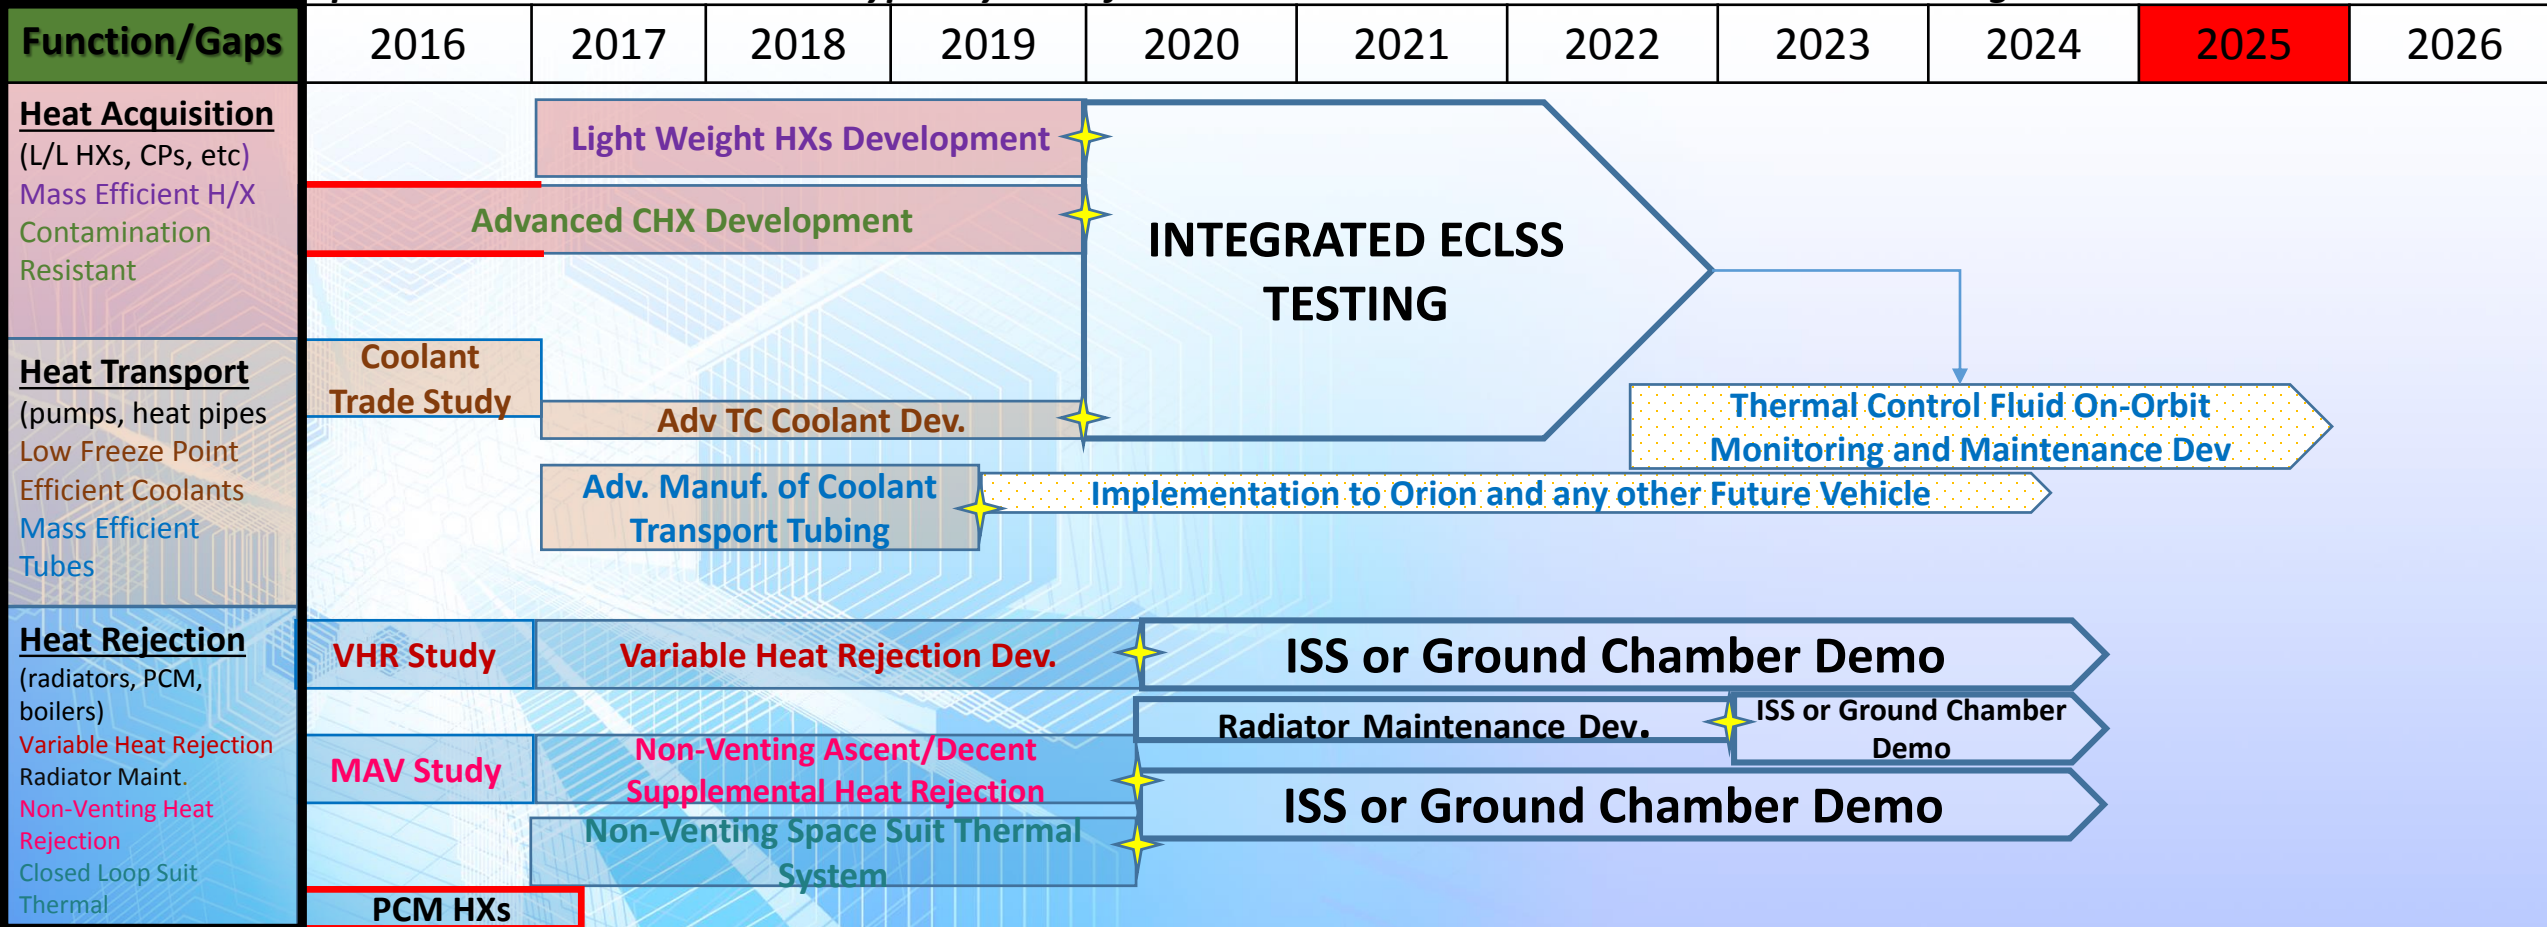 Function/Gaps
2016
2017
2018
2019
2020
2021
2022
2023
2024
2025
2026
Heat Acquisition
(L/L HXs, CPs, etc)
Mass Efficient H/X
Contamination
Resistant
Light Weight HXs Development
Advanced CHX Development
INTEGRATED ECLSS
TESTING
Heat Transport
(pumps, heat pipes
Low Freeze Point
Efficient Coolants
Mass Efficient
Tubes
Coolant
Trade Study
Adv TC Coolant Dev.
Thermal Control Fluid On-Orbit
Monitoring and Maintenance Dev
Adv. Manuf. of Coolant
Transport Tubing
Implementation to Orion and any other Future Vehicle
Heat Rejection
(radiators, PCM,
boilers)
Variable Heat Rejection
Radiator Maint.
Non-Venting Heat
Rejection
Closed Loop Suit
Thermal
VHR Study
Variable Heat Rejection Dev.
ISS or Ground Chamber Demo
Radiator Maintenance Dev.
ISS or Ground Chamber
Demo
MAV Study
Non-Venting Ascent/Decent
Supplemental Heat Rejection
ISS or Ground Chamber Demo
Non-Venting Space Suit Thermal
System
PCM HXs